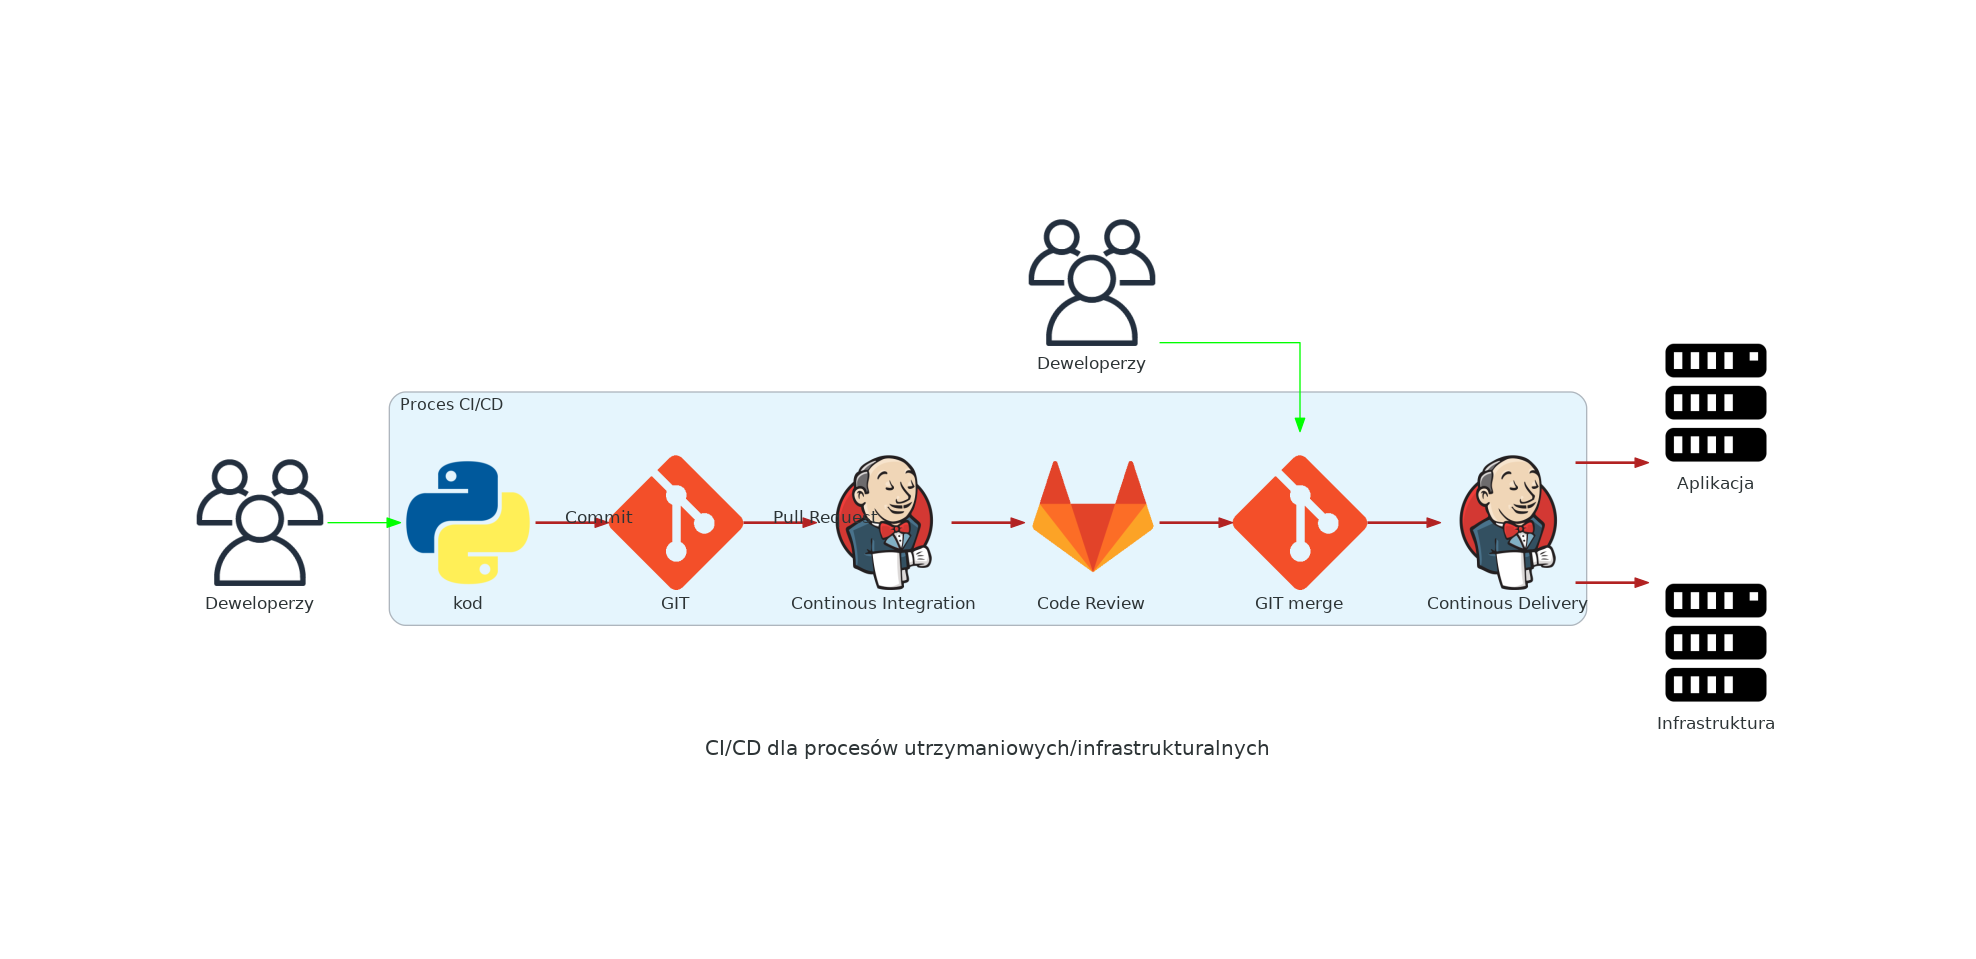 Deweloperzy
Proces CI/CD
Commit
Pull Request
Deweloperzy
kod
GIT
Continous Integration
Code Review
GIT merge
Continous Delivery
Aplikacja
Infrastruktura
CI/CD dla procesów utrzymaniowych/infrastrukturalnych